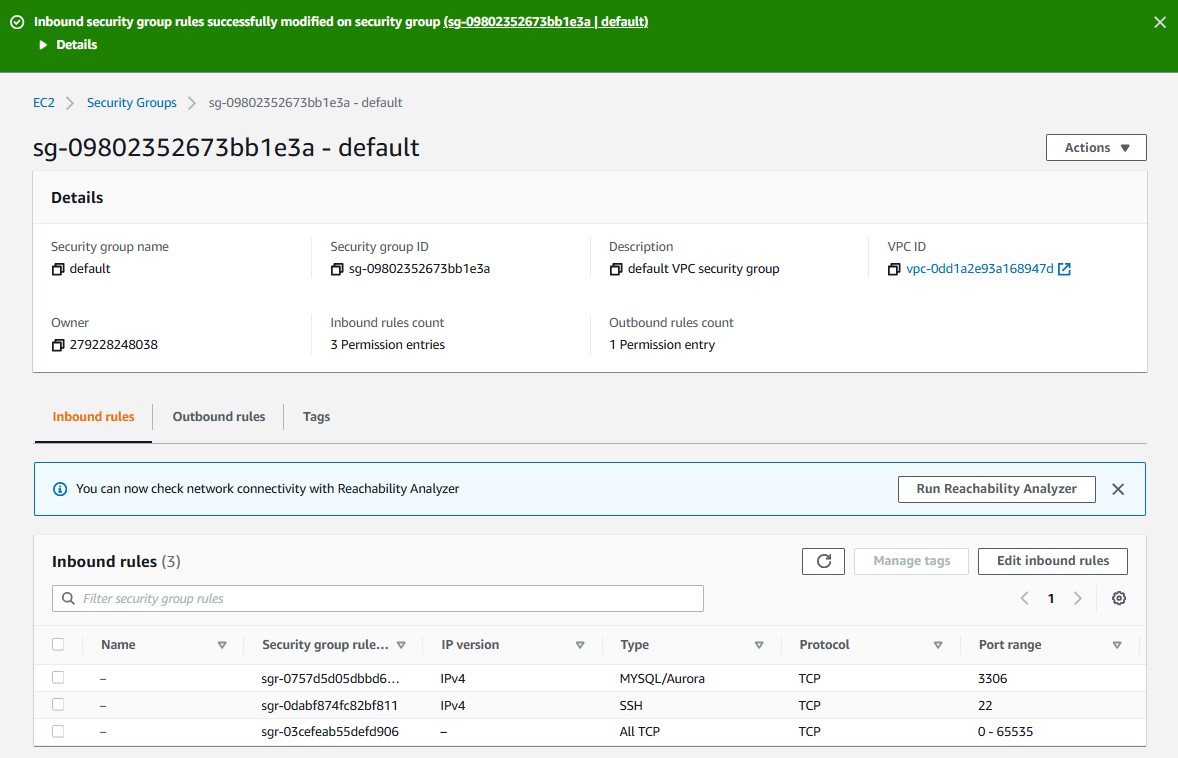 Inbound security group rules successfully modified on security group (sg-09802352673bb1e3a | default)
Details
EC2 Security Groups sg-09802352673bb1e3a - default
sg-09802352673bb1e3a - default
Actions
Details
Security group name Security group ID Description VPC ID
default sg-09802352673bb1e3a default VPC security group vpc-0dd1a2e93a168947d
Owner Inbound rules count Outbound rules count
279228248038 3 Permission entries 1 Permission entry
Inbound rules Outbound rules Tags
You can now check network connectivity with Reachability Analyzer Run Reachability Analyzer
Inbound rules (3) Manage tags Edit inbound rules
Filter security group rules 1
Name Security group rule... IP version Type Protocol Port range
– sgr-0757d5d05dbbd6... IPv4 MYSQL/Aurora TCP 3306
– sgr-0dabf874fc82bf811 IPv4 SSH TCP 22
– sgr-03cefeab55defd906 – All TCP TCP 0 - 65535